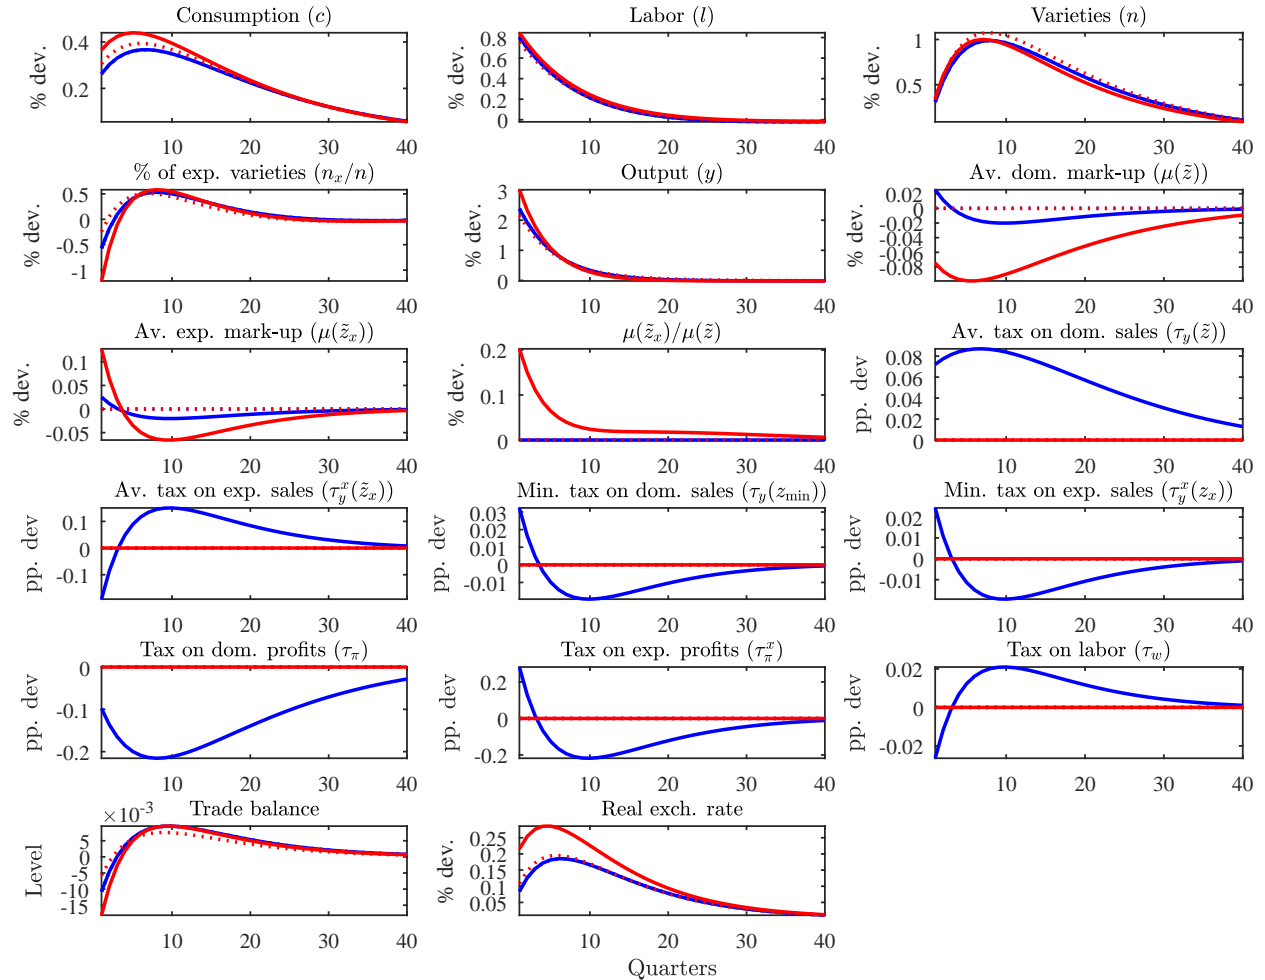 Consumption (c)
% dev.
0.4
0.2
10 20 30 40
Labor (l)
% dev.
0.8
0.6
0.4
0.2
0
10 20 30 40
Varieties (n)
% dev.
1
0.5
10 20 30 40
% of exp. varieties (n_x/n)
% dev.
0.5
0
-0.5
-1
10 20 30 40
Output (y)
% dev.
3
2
1
0
10 20 30 40
Av. dom. mark-up (μ(z̃))
% dev.
0.02
0
-0.02
-0.04
-0.06
-0.08
10 20 30 40
Av. exp. mark-up (μ(z̃_x))
% dev.
0.1
0.05
0
-0.05
10 20 30 40
μ(z̃_x)/μ(z̃)
% dev.
0.2
0.1
0
10 20 30 40
Av. tax on dom. sales (τ_y(z̃))
pp. dev
0.08
0.06
0.04
0.02
0
10 20 30 40
Av. tax on exp. sales (τ_y^x(z̃_x))
pp. dev
0.1
0
-0.1
10 20 30 40
Min. tax on dom. sales (τ_y(z_min))
pp. dev
0.03
0.02
0.01
0
-0.01
10 20 30 40
Min. tax on exp. sales (τ_y^x(z_x))
pp. dev
0.02
0.01
0
-0.01
10 20 30 40
Tax on dom. profits (τ_π)
pp. dev
0
-0.1
-0.2
10 20 30 40
Tax on exp. profits (τ_π^x)
pp. dev
0.2
0
-0.2
10 20 30 40
Tax on labor (τ_w)
pp. dev
0.02
0
-0.02
10 20 30 40
Trade balance
×10^-3
Level
5
0
-5
-10
-15
10 20 30 40
Real exch. rate
% dev.
0.25
0.2
0.15
0.1
0.05
10 20 30 40
Quarters